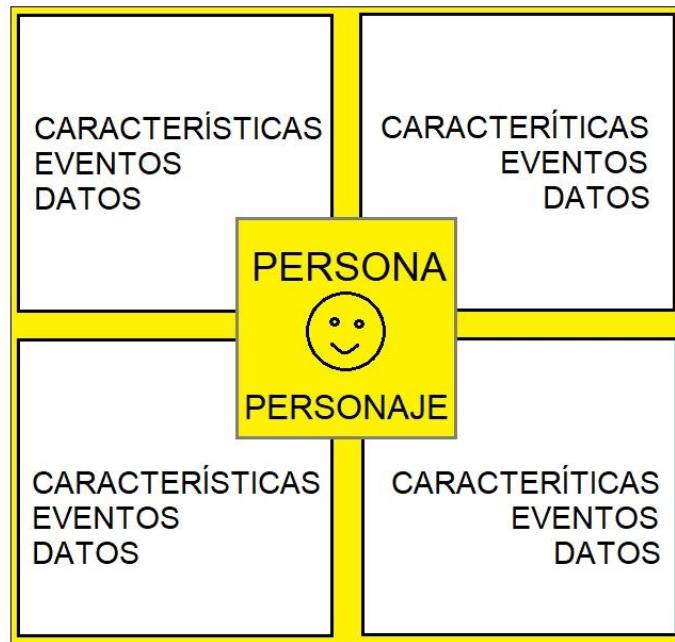 CARACTERÍSTICAS
EVENTOS
DATOS
CARACTERÍTICAS
EVENTOS
DATOS
PERSONA
PERSONAJE
CARACTERÍSTICAS
EVENTOS
DATOS
CARACTERÍTICAS
EVENTOS
DATOS